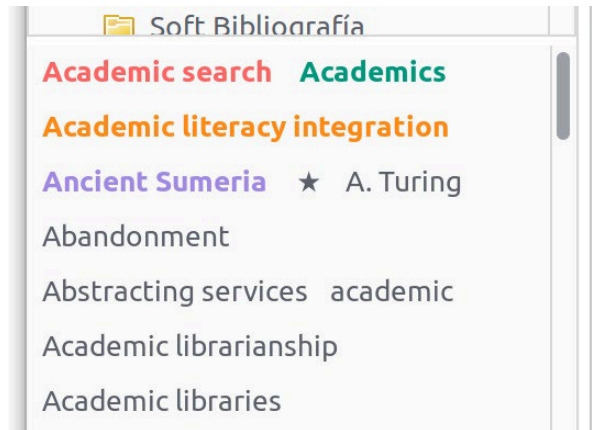 Soft Bibliografía
Academic search Academics
Academic literacy integration
Ancient Sumeria ★ A. Turing
Abandonment
Abstracting services academic
Academic librarianship
Academic libraries